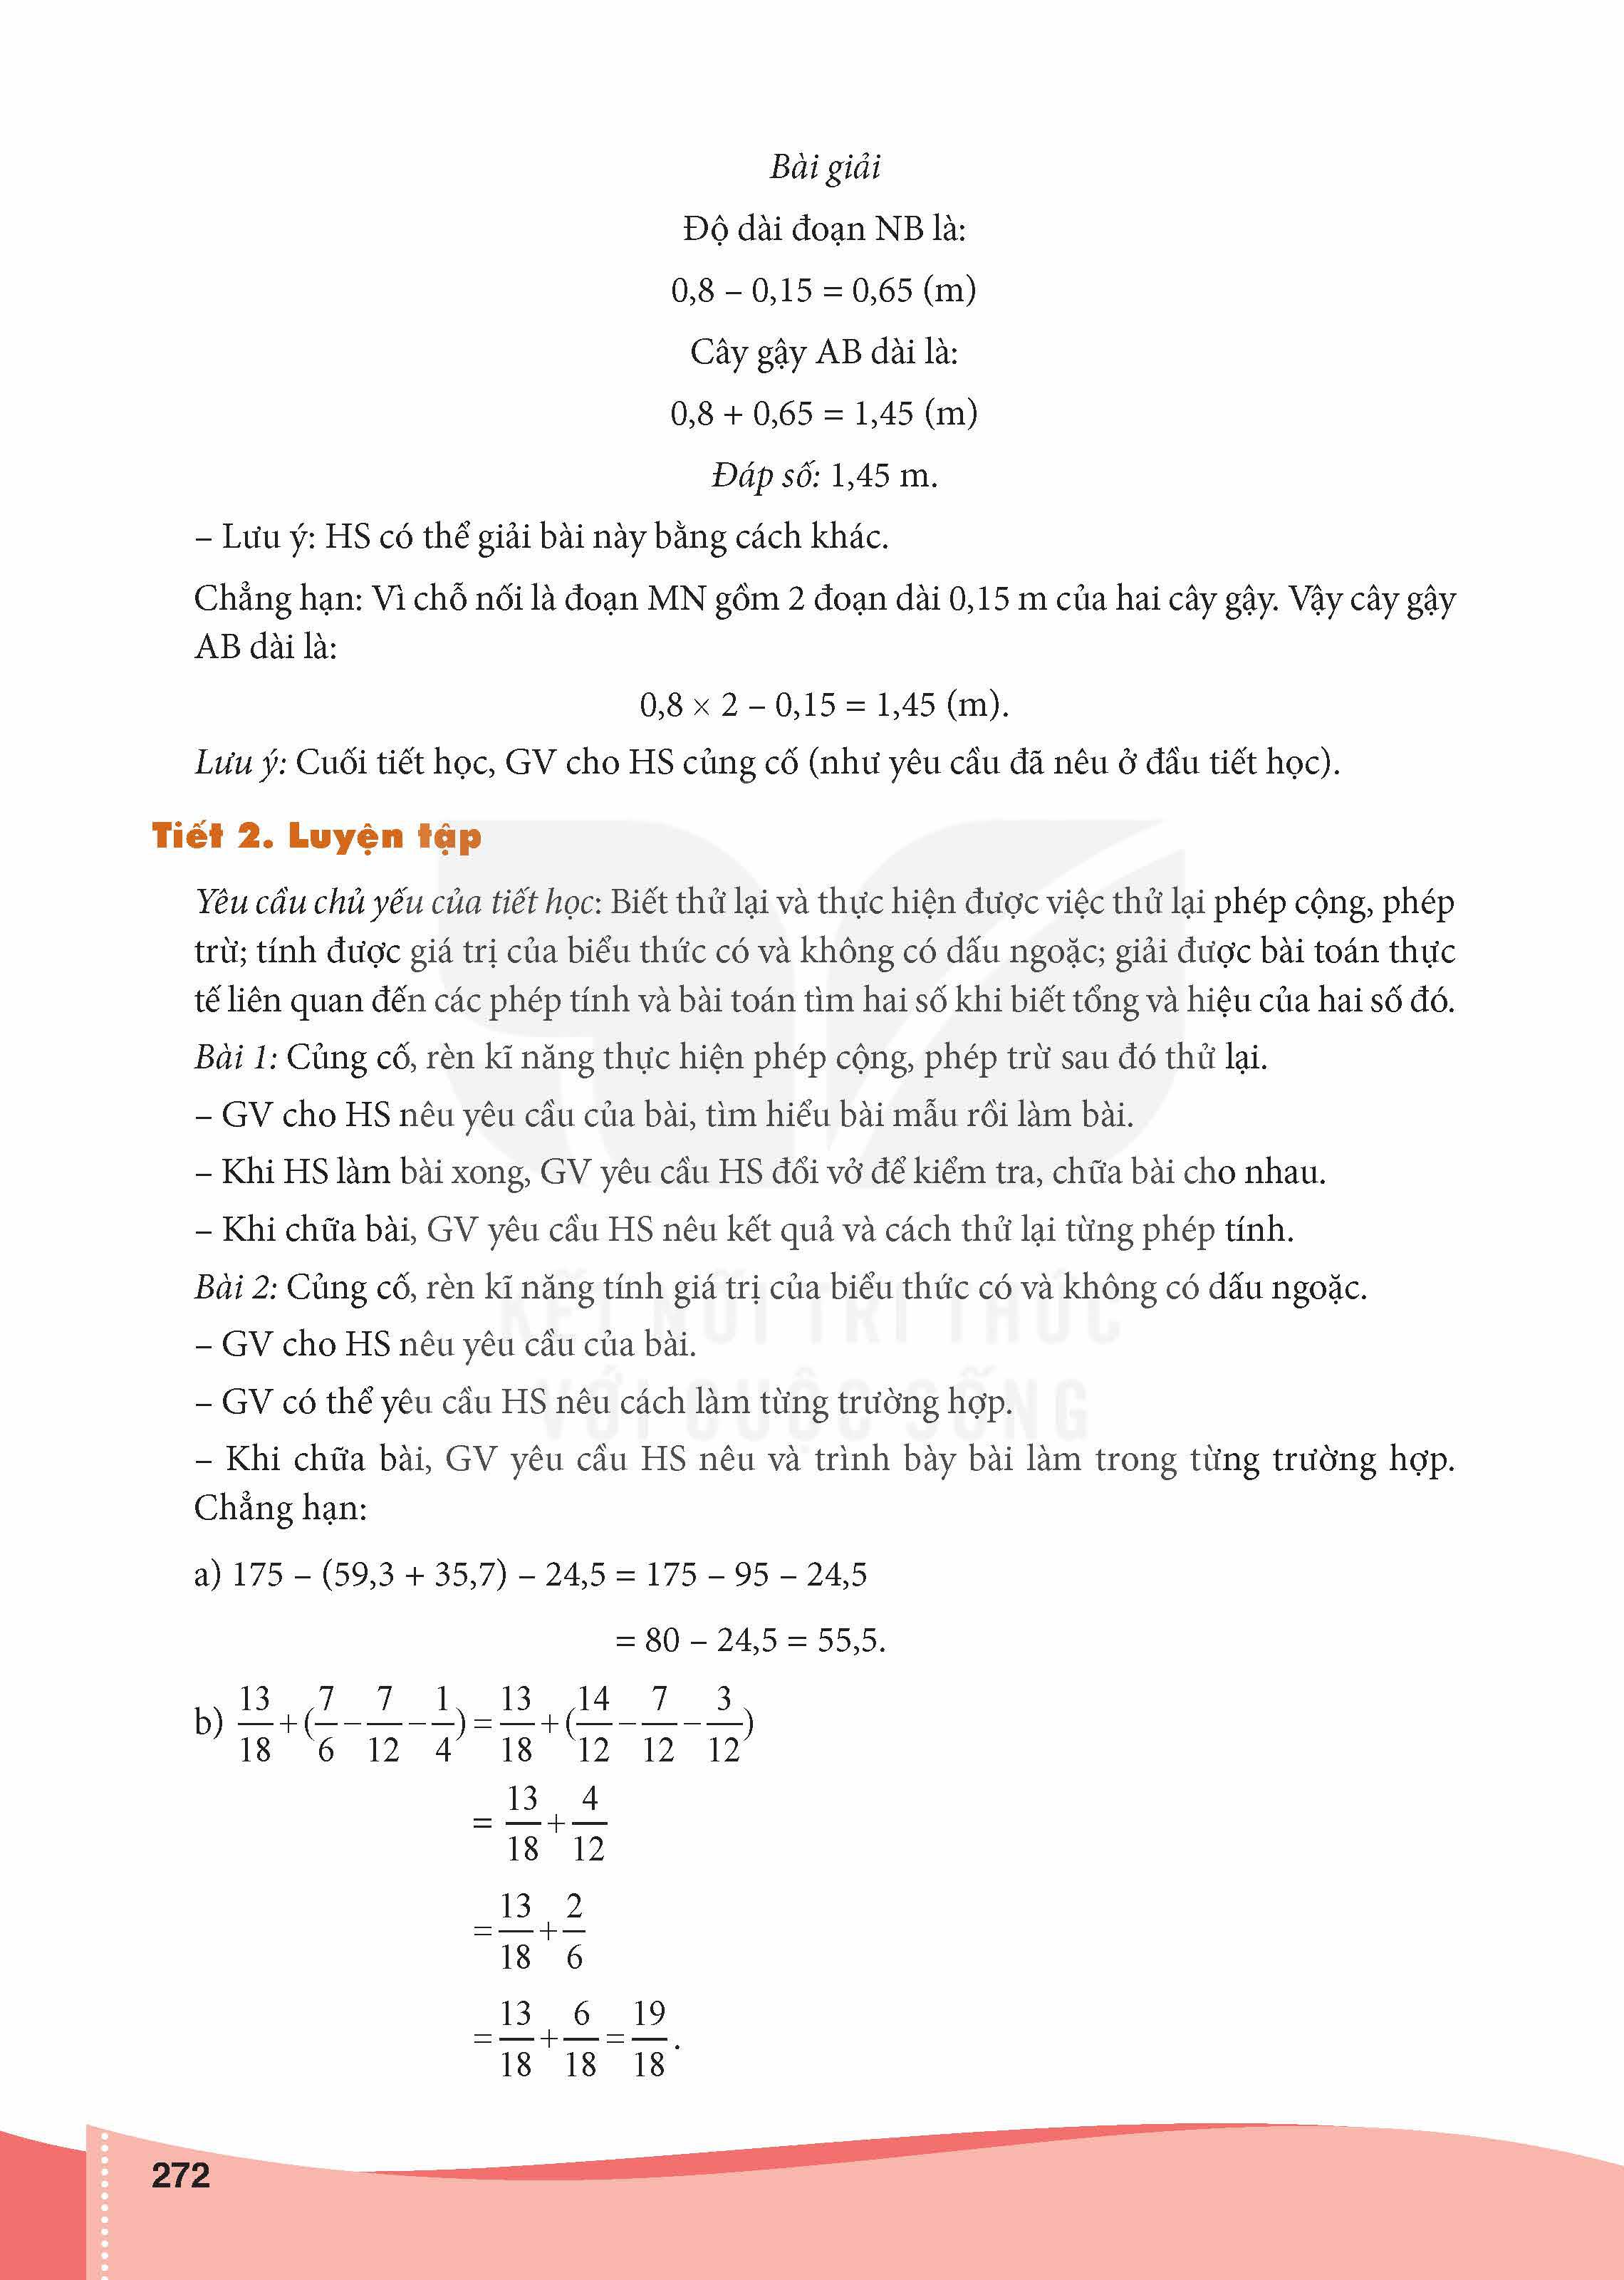 Bài giải
Độ dài đoạn NB là:
0,8 – 0,15 = 0,65 (m)
Cây gậy AB dài là:
0,8 + 0,65 = 1,45 (m)
Đáp số: 1,45 m.
– Lưu ý: HS có thể giải bài này bằng cách khác.
Chẳng hạn: Vì chỗ nối là đoạn MN gồm 2 đoạn dài 0,15 m của hai cây gậy. Vậy cây gậy
AB dài là:
0,8 × 2 – 0,15 = 1,45 (m).
Lưu ý: Cuối tiết học, GV cho HS củng cố (như yêu cầu đã nêu ở đầu tiết học).
Tiết 2. Luyện tập
Yêu cầu chủ yếu của tiết học: Biết thử lại và thực hiện được việc thử lại phép cộng, phép
trừ; tính được giá trị của biểu thức có và không có dấu ngoặc; giải được bài toán thực
tế liên quan đến các phép tính và bài toán tìm hai số khi biết tổng và hiệu của hai số đó.
Bài 1: Củng cố, rèn kĩ năng thực hiện phép cộng, phép trừ sau đó thử lại.
– GV cho HS nêu yêu cầu của bài, tìm hiểu bài mẫu rồi làm bài.
– Khi HS làm bài xong, GV yêu cầu HS đổi vở để kiểm tra, chữa bài cho nhau.
– Khi chữa bài, GV yêu cầu HS nêu kết quả và cách thử lại từng phép tính.
Bài 2: Củng cố, rèn kĩ năng tính giá trị của biểu thức có và không có dấu ngoặc.
KẾT NỐI TRI THỨC
– GV cho HS nêu yêu cầu của bài.
– GV có thể yêu cầu HS nêu cách làm từng trường hợp.
VỚI CUỘC SỐNG
– Khi chữa bài, GV yêu cầu HS nêu và trình bày bài làm trong từng trường hợp.
Chẳng hạn:
a) 175 – (59,3 + 35,7) – 24,5 = 175 – 95 – 24,5
= 80 – 24,5 = 55,5.
b) 13/18 + (7/6 − 7/12 − 1/4) = 13/18 + (14/12 − 7/12 − 3/12)
= 13/18 + 4/12
= 13/18 + 2/6
= 13/18 + 6/18 = 19/18.
272